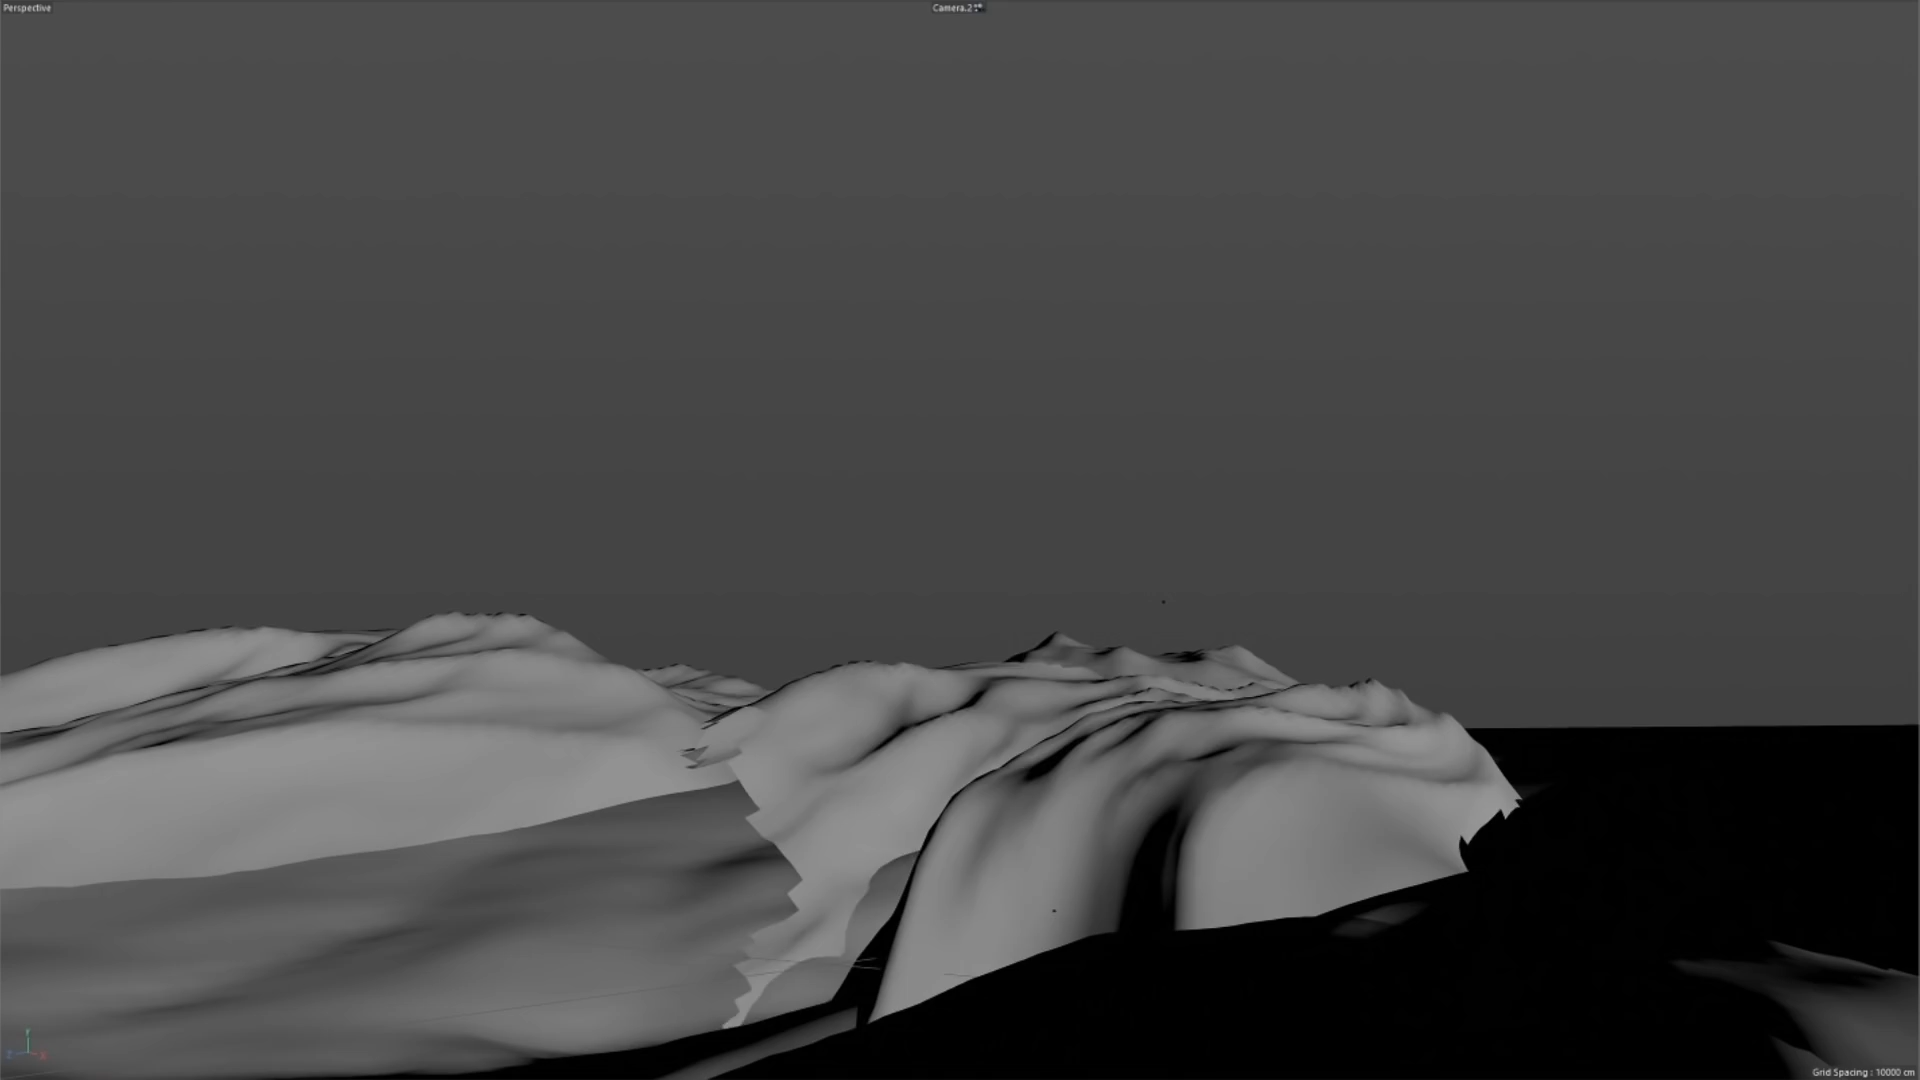 Perspective
Camera.2
Y
Z
X
Grid Spacing : 10000 cm